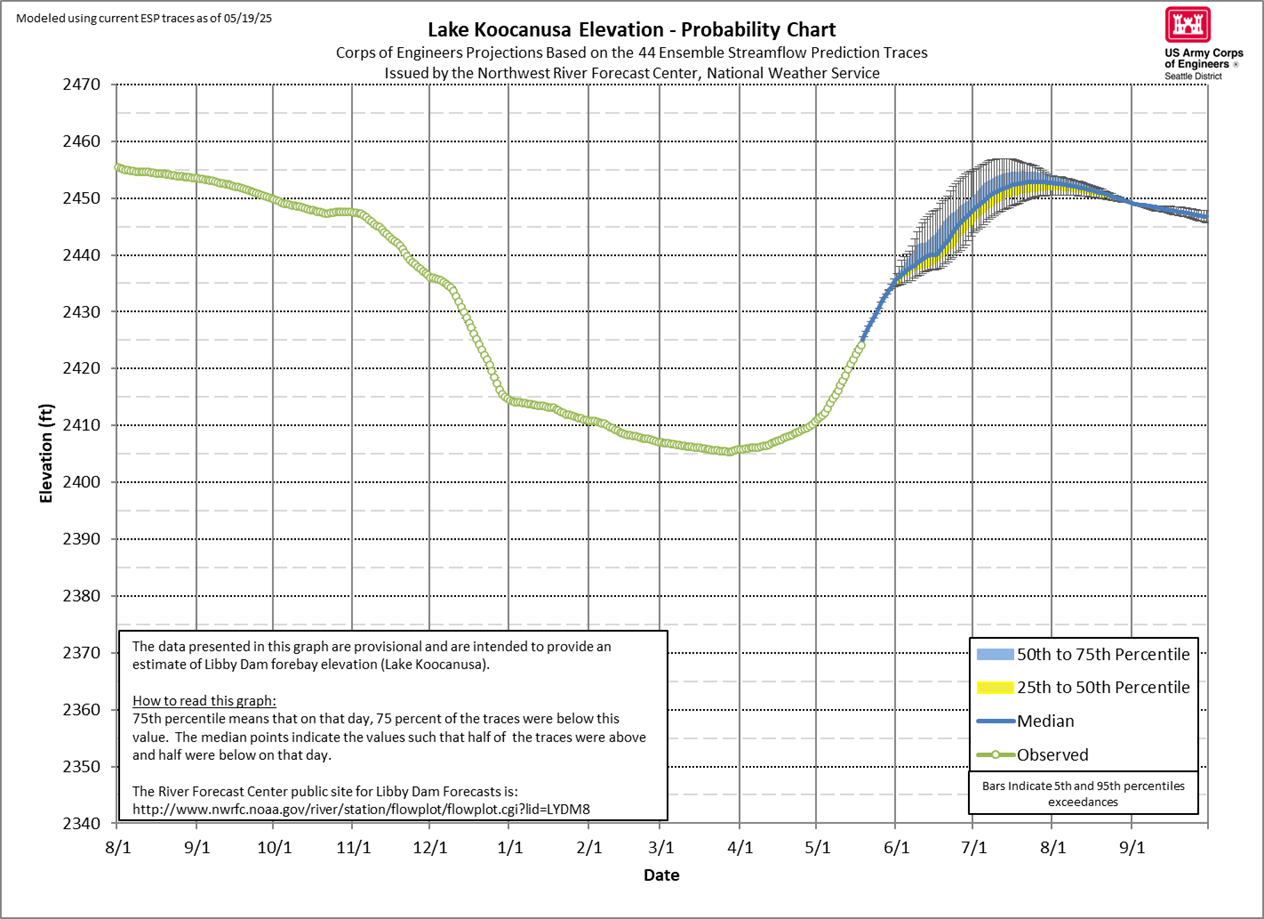 Modeled using current ESP traces as of 05/19/25
Lake Koocanusa Elevation - Probability Chart
Corps of Engineers Projections Based on the 44 Ensemble Streamflow Prediction Traces
Issued by the Northwest River Forecast Center, National Weather Service
US Army Corps
of Engineers ®
Seattle District
2470
2460
2450
2440
2430
2420
2410
2400
2390
2380
2370
2360
2350
2340
Elevation (ft)
The data presented in this graph are provisional and are intended to provide an
estimate of Libby Dam forebay elevation (Lake Koocanusa).
How to read this graph:
75th percentile means that on that day, 75 percent of the traces were below this
value. The median points indicate the values such that half of the traces were above
and half were below on that day.
The River Forecast Center public site for Libby Dam Forecasts is:
http://www.nwrfc.noaa.gov/river/station/flowplot/flowplot.cgi?lid=LYDM8
50th to 75th Percentile
25th to 50th Percentile
Median
Observed
Bars Indicate 5th and 95th percentiles
exceedances
8/1 9/1 10/1 11/1 12/1 1/1 2/1 3/1 4/1 5/1 6/1 7/1 8/1 9/1
Date